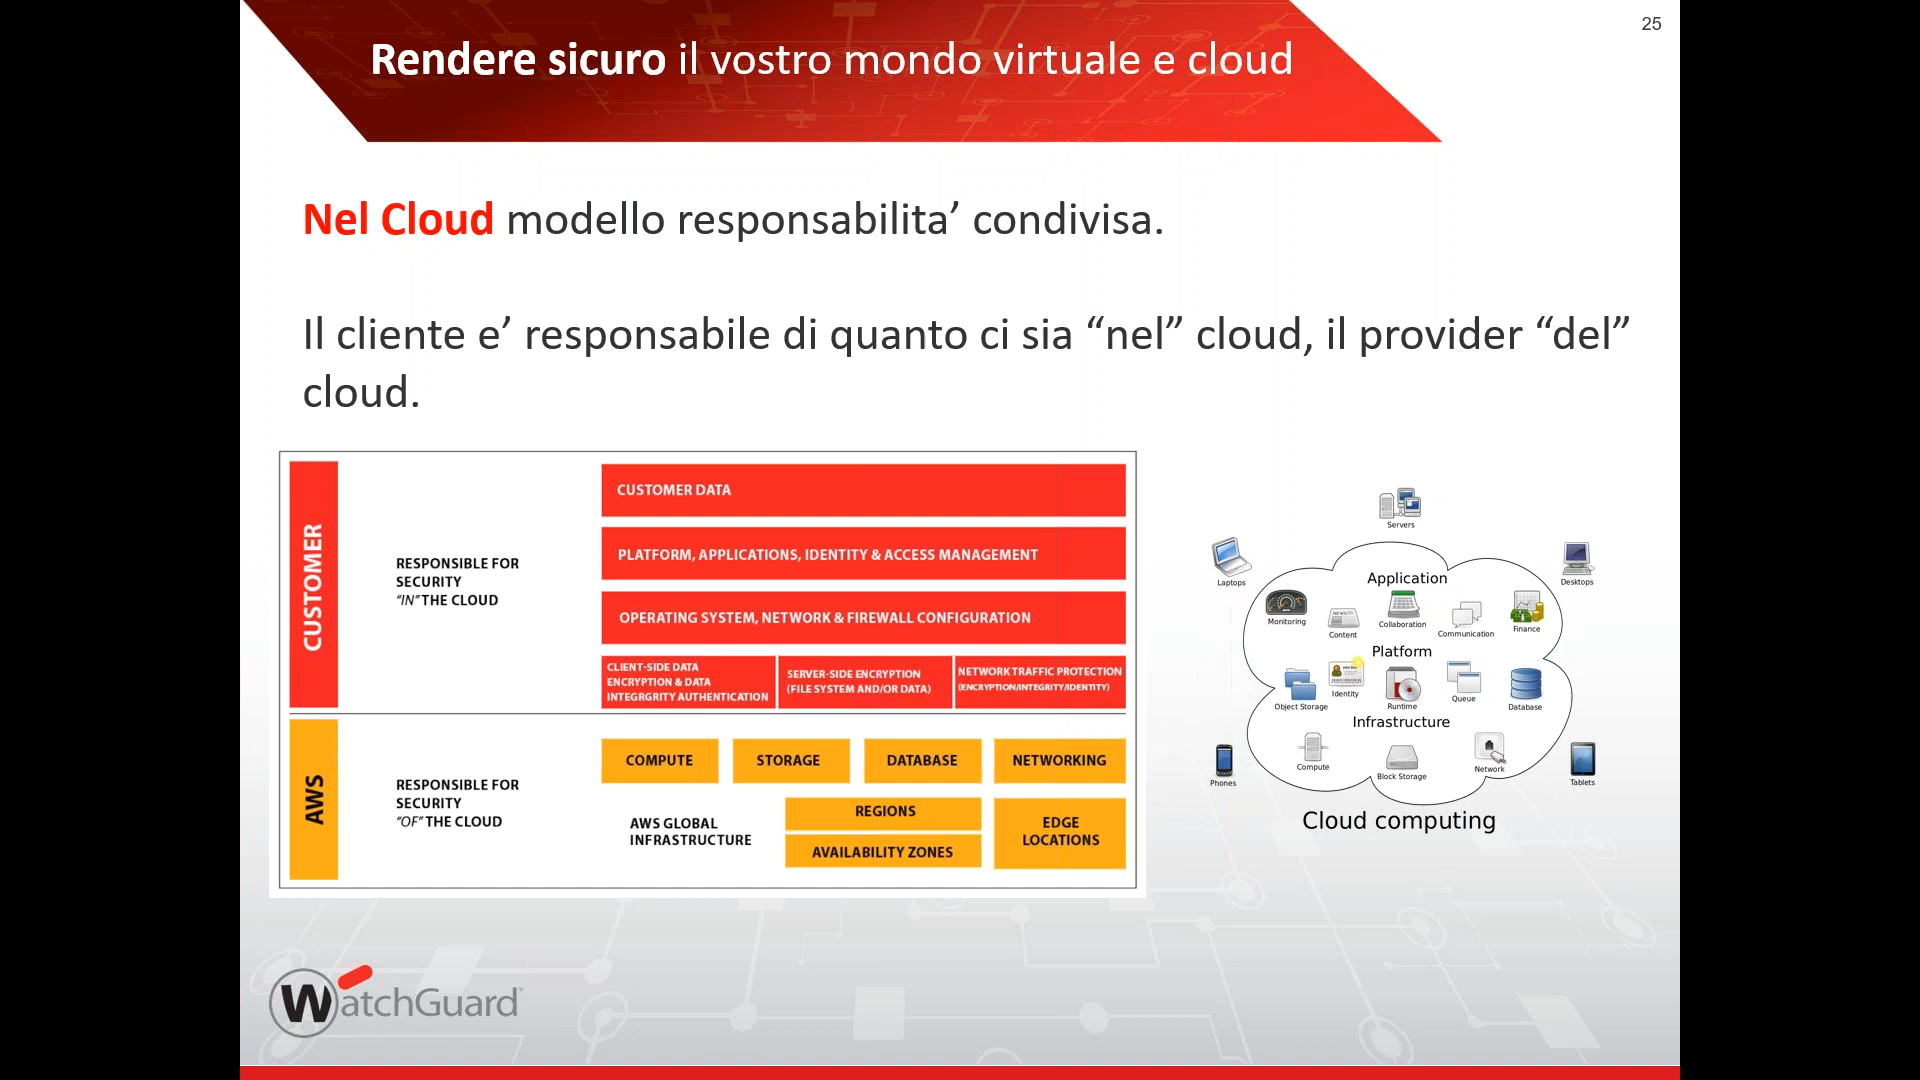 25
Rendere sicuro il vostro mondo virtuale e cloud
Nel Cloud modello responsabilita’ condivisa.
Il cliente e’ responsabile di quanto ci sia “nel” cloud, il provider “del”
cloud.
CUSTOMER
RESPONSIBLE FOR
SECURITY
“IN” THE CLOUD
CUSTOMER DATA
PLATFORM, APPLICATIONS, IDENTITY & ACCESS MANAGEMENT
OPERATING SYSTEM, NETWORK & FIREWALL CONFIGURATION
CLIENT-SIDE DATA
ENCRYPTION & DATA
INTEGRGRITY AUTHENTICATION
SERVER-SIDE ENCRYPTION
(FILE SYSTEM AND/OR DATA)
NETWORK TRAFFIC PROTECTION
(ENCRYPTION/INTEGRITY/IDENTITY)
AWS
RESPONSIBLE FOR
SECURITY
“OF” THE CLOUD
COMPUTE
STORAGE
DATABASE
NETWORKING
AWS GLOBAL
INFRASTRUCTURE
REGIONS
AVAILABILITY ZONES
EDGE
LOCATIONS
Servers
Laptops
Desktops
Application
Monitoring
Content
Collaboration
Communication
Finance
Platform
Object Storage
Identity
Runtime
Queue
Database
Infrastructure
Compute
Block Storage
Network
Phones
Tablets
Cloud computing
WatchGuard